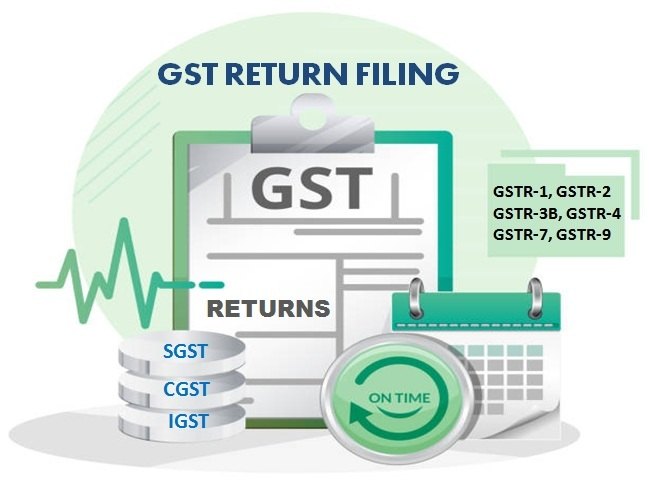 GST RETURN FILING
GST
GSTR-1, GSTR-2
GSTR-3B, GSTR-4
GSTR-7, GSTR-9
RETURNS
SGST
CGST
IGST
ON TIME